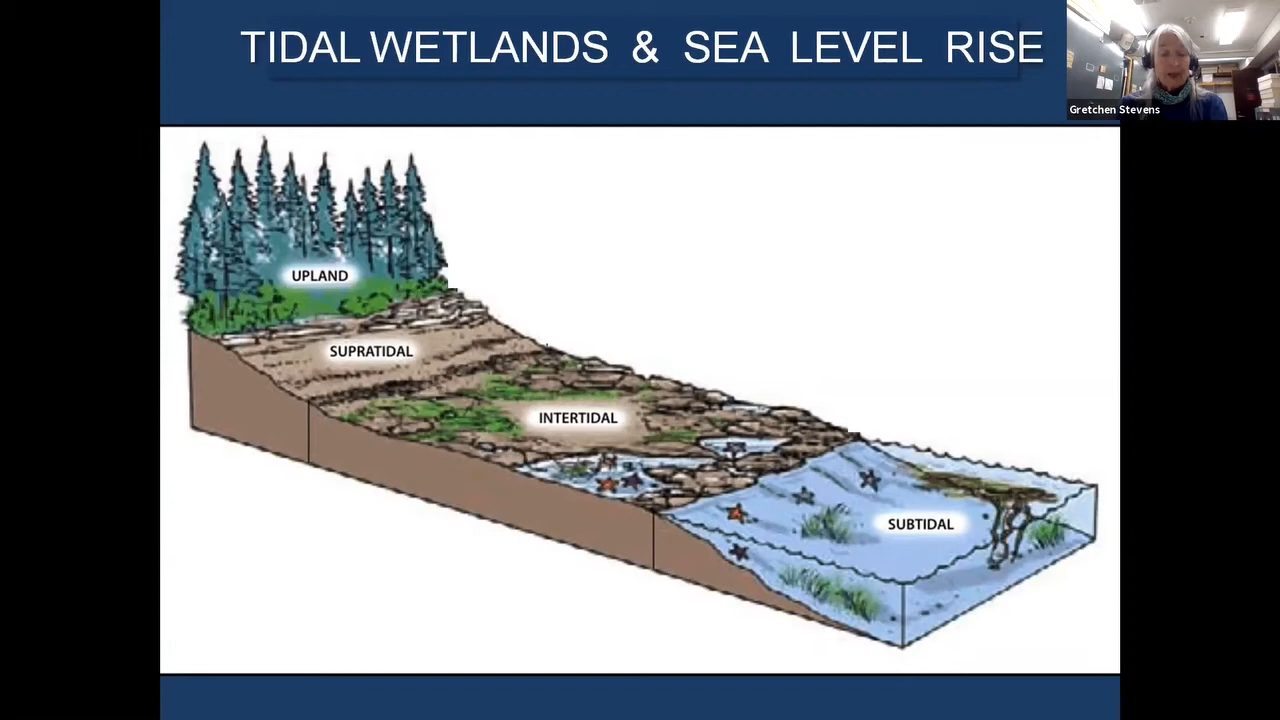 TIDAL WETLANDS & SEA LEVEL RISE
Gretchen Stevens
UPLAND
SUPRATIDAL
INTERTIDAL
SUBTIDAL